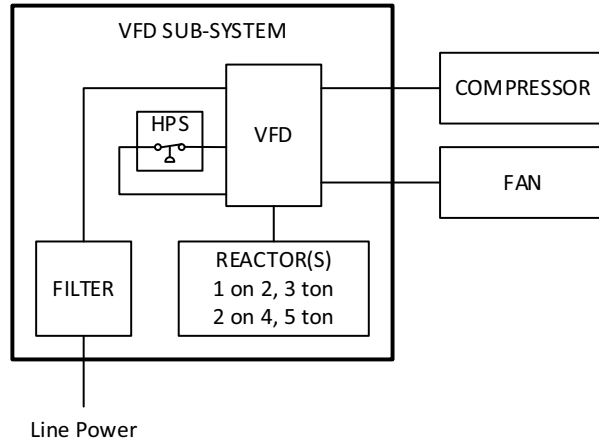 VFD SUB-SYSTEM
COMPRESSOR
HPS
VFD
FAN
FILTER
REACTOR(S)
1 on 2, 3 ton
2 on 4, 5 ton
Line Power